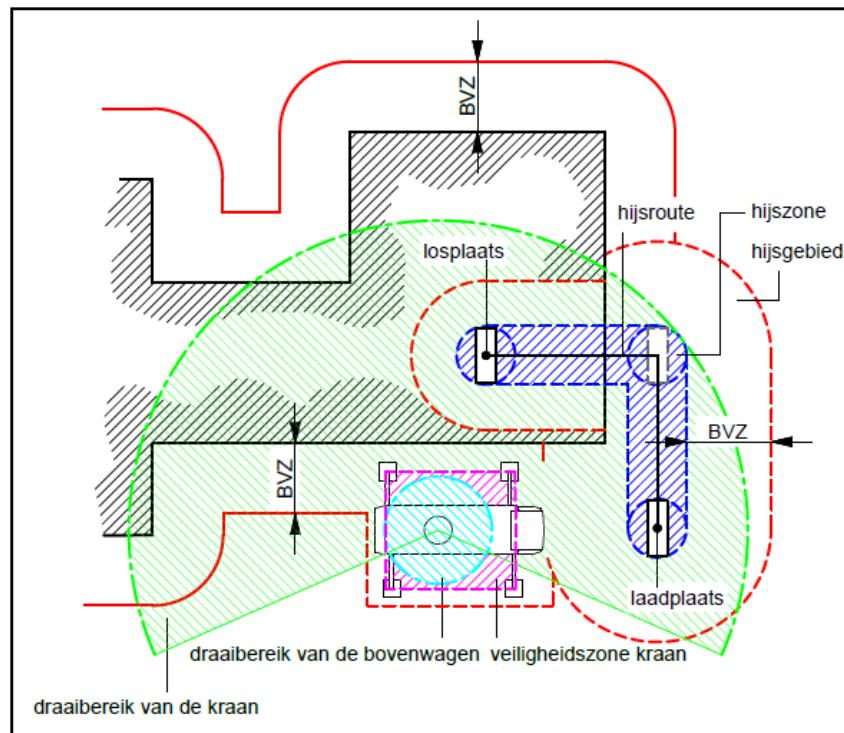 BVZ
hijsroute
hijszone
losplaats
hijsgebied
BVZ
BVZ
laadplaats
draaibereik van de bovenwagen veiligheidszone kraan
draaibereik van de kraan